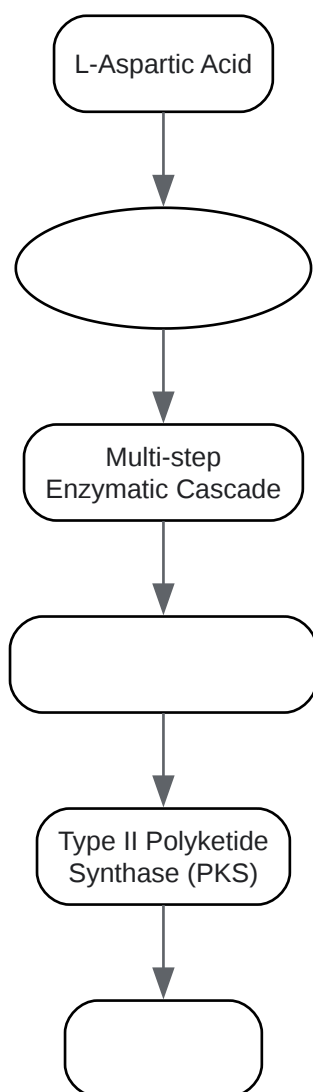 L-Aspartic Acid
Multi-step
Enzymatic Cascade
Type II Polyketide
Synthase (PKS)